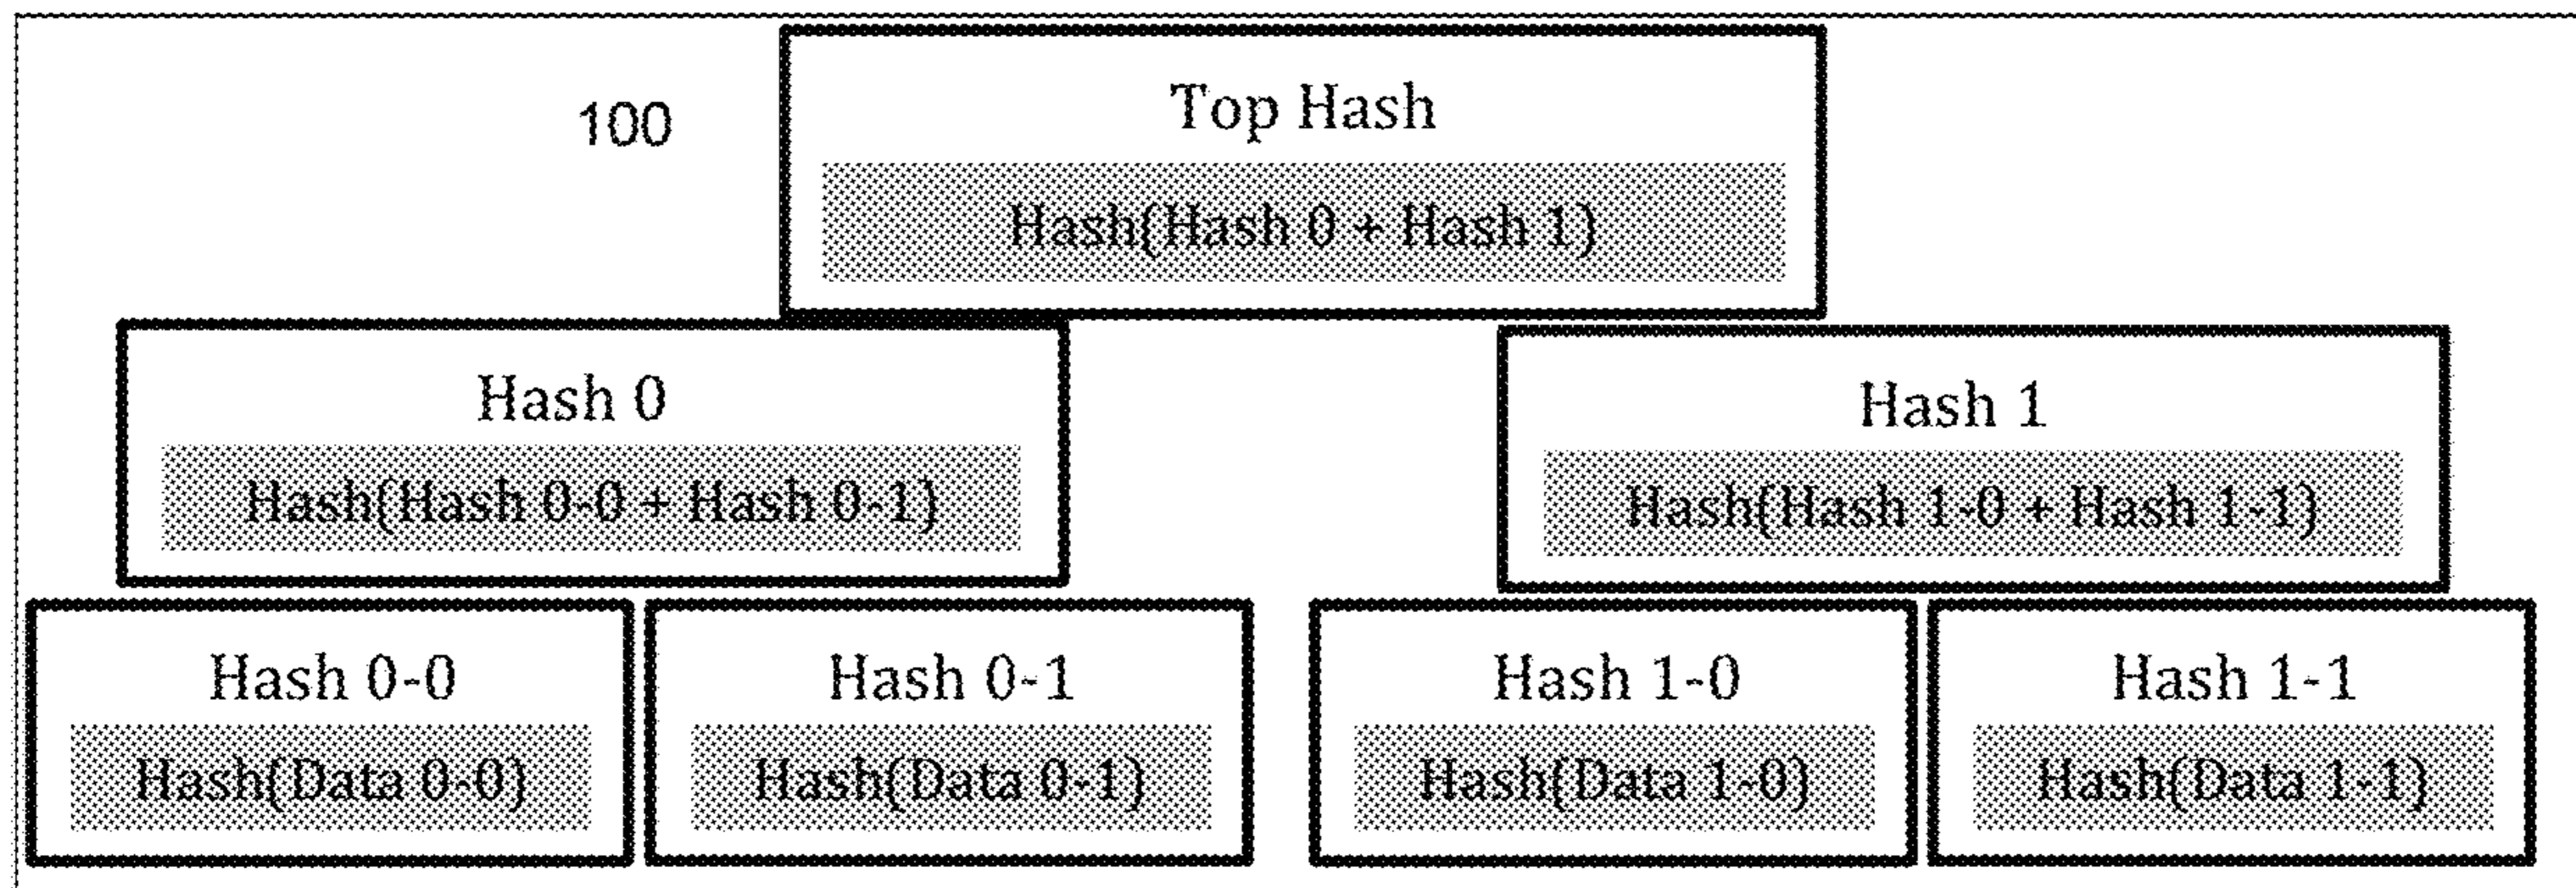 100
Top Hash
Hash(Hash 0 + Hash 1)
Hash 0
Hash(Hash 0-0 + Hash 0-1)
Hash 1
Hash(Hash 1-0 + Hash 1-1)
Hash 0-0
Hash(Data 0-0)
Hash 0-1
Hash(Data 0-1)
Hash 1-0
Hash(Data 1-0)
Hash 1-1
Hash(Data 1-1)